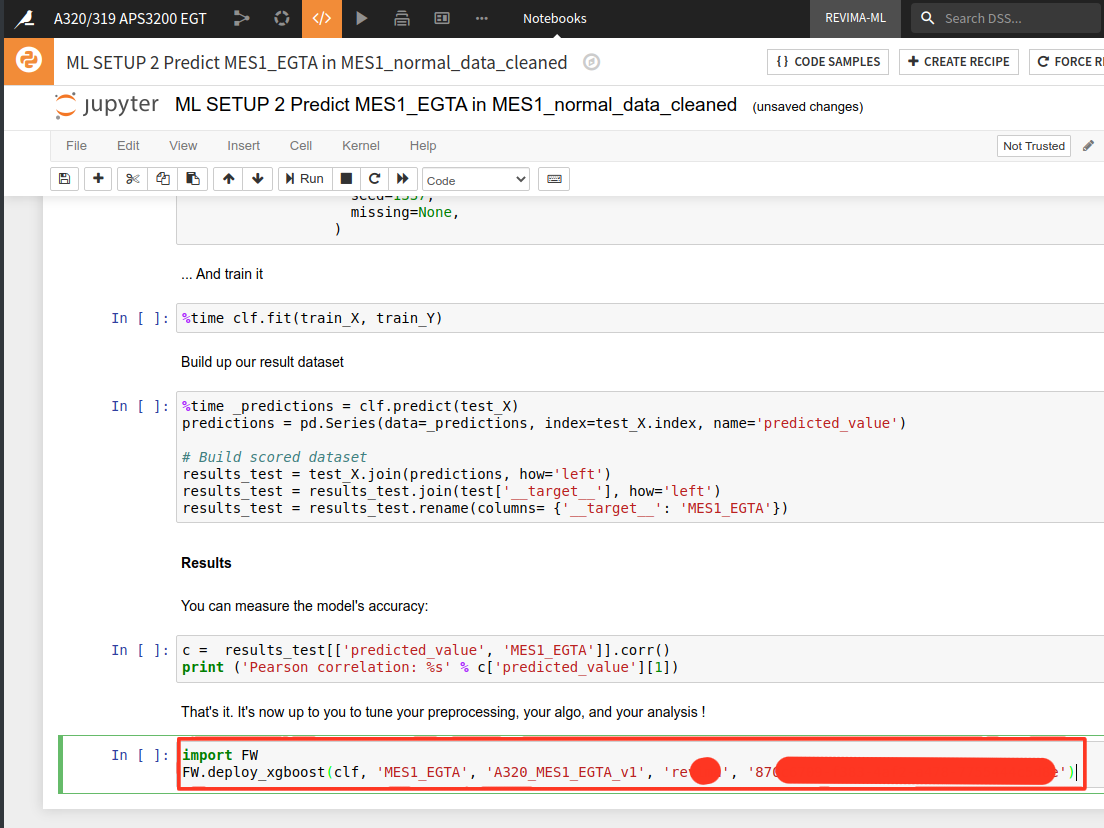 A320/319 APS3200 EGT
</>
Notebooks
REVIMA-ML
Search DSS...
ML SETUP 2 Predict MES1_EGTA in MES1_normal_data_cleaned
{} CODE SAMPLES
+ CREATE RECIPE
FORCE R
jupyter ML SETUP 2 Predict MES1_EGTA in MES1_normal_data_cleaned (unsaved changes)
File Edit View Insert Cell Kernel Help
Not Trusted
Run
Code
seed=1337,
missing=None,
)
... And train it
In [ ]: %time clf.fit(train_X, train_Y)
Build up our result dataset
In [ ]: %time _predictions = clf.predict(test_X)
predictions = pd.Series(data=_predictions, index=test_X.index, name='predicted_value')
# Build scored dataset
results_test = test_X.join(predictions, how='left')
results_test = results_test.join(test['__target__'], how='left')
results_test = results_test.rename(columns= {'__target__': 'MES1_EGTA'})
Results
You can measure the model's accuracy:
In [ ]: c =  results_test[['predicted_value', 'MES1_EGTA']].corr()
print ('Pearson correlation: %s' % c['predicted_value'][1])
That's it. It's now up to you to tune your preprocessing, your algo, and your analysis !
In [ ]: import FW
FW.deploy_xgboost(clf, 'MES1_EGTA', 'A320_MES1_EGTA_v1', 're ', '87 ')